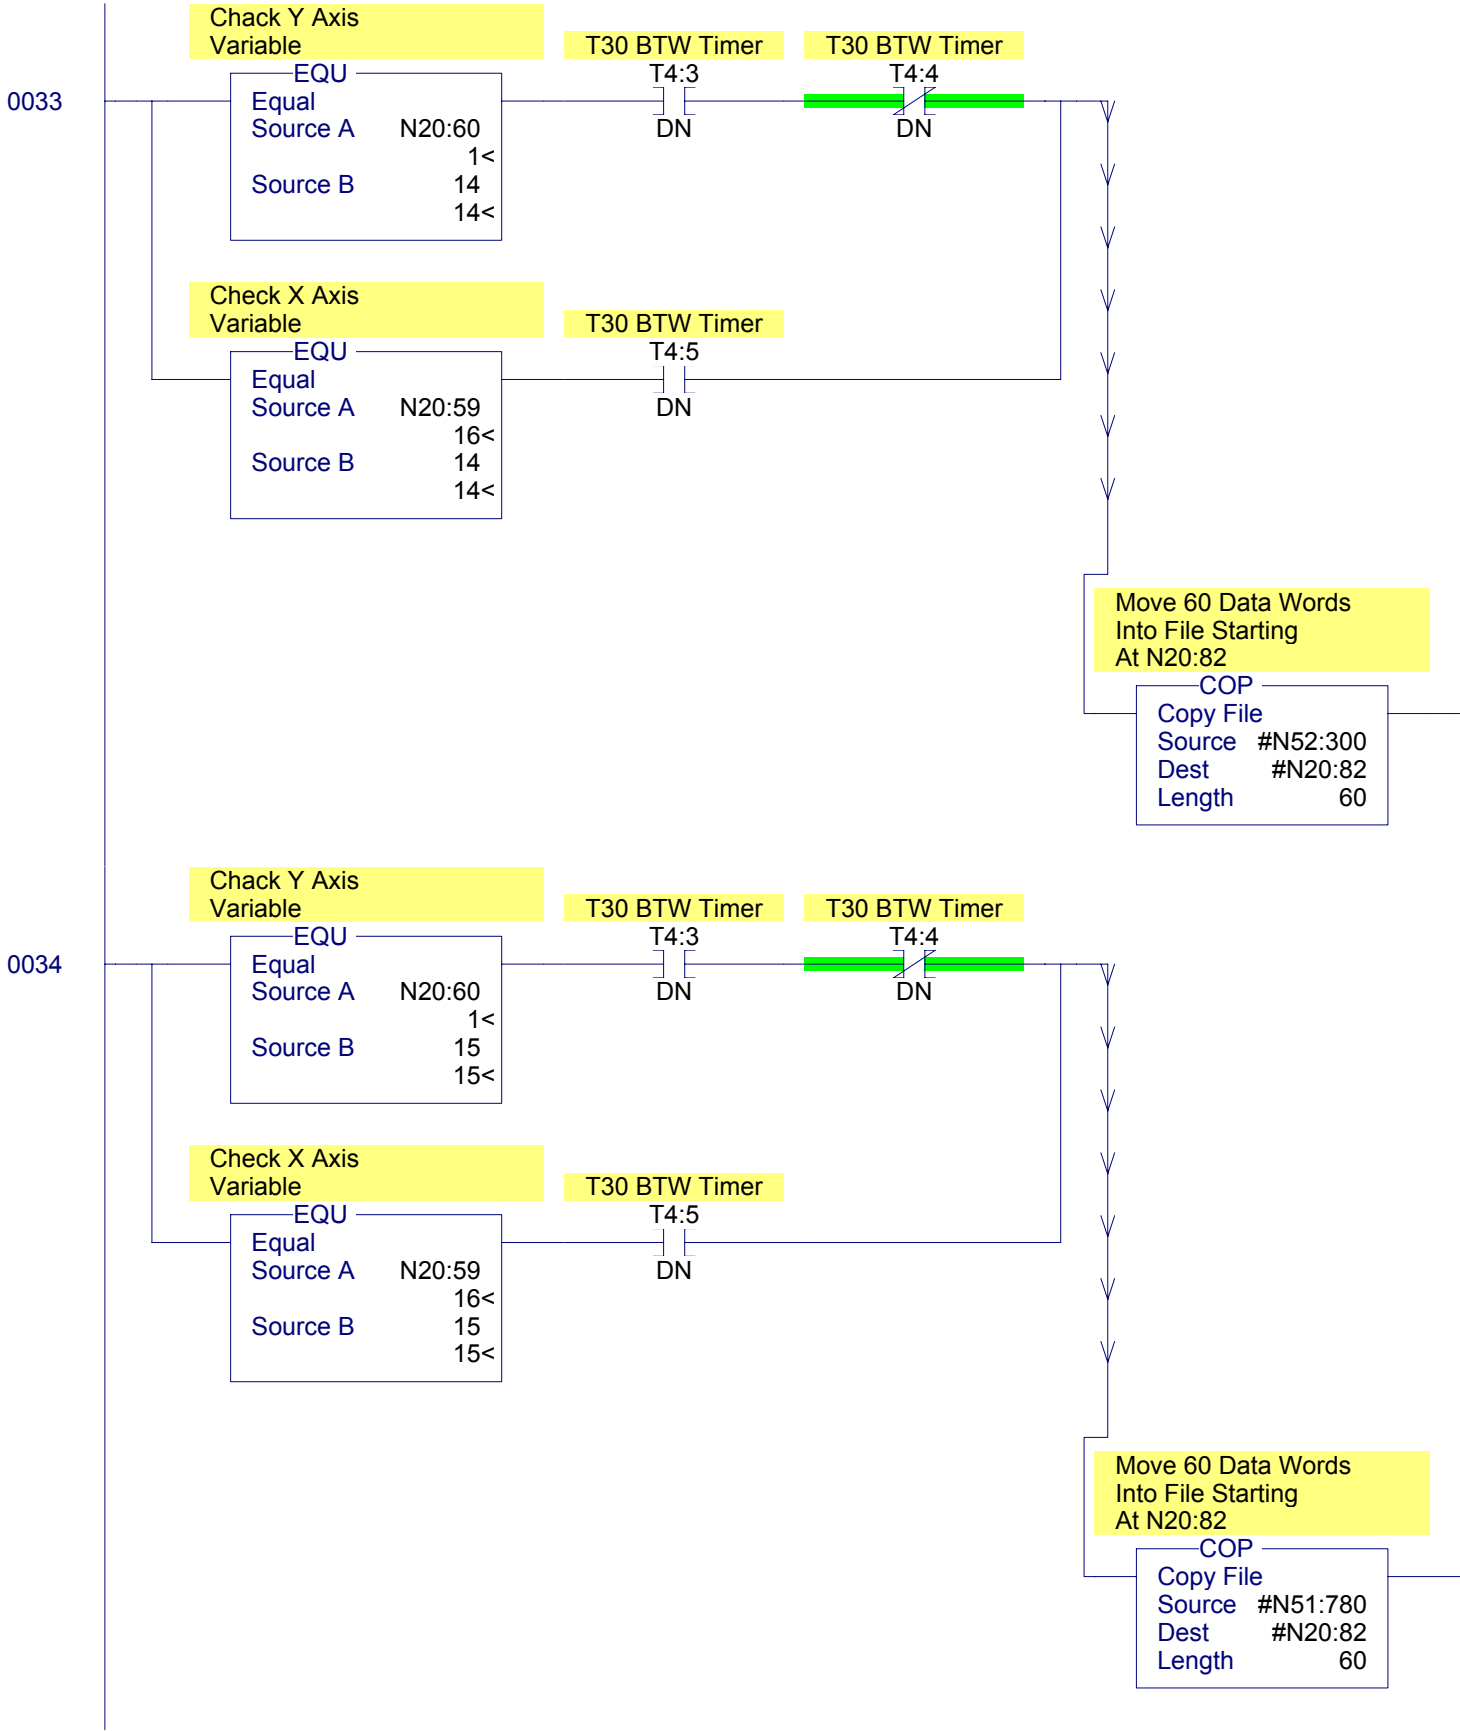 Chack Y Axis
Variable
T30 BTW Timer
T30 BTW Timer
EQU
T4:3
T4:4
0033
Equal
Source A N20:60
DN
DN
1<
Source B 14
14<
Check X Axis
Variable
T30 BTW Timer
EQU
T4:5
Equal
Source A N20:59
DN
16<
Source B 14
14<
Move 60 Data Words
Into File Starting
At N20:82
COP
Copy File
Source #N52:300
Dest #N20:82
Length 60
Chack Y Axis
Variable
T30 BTW Timer
T30 BTW Timer
EQU
T4:3
T4:4
0034
Equal
Source A N20:60
DN
DN
1<
Source B 15
15<
Check X Axis
Variable
T30 BTW Timer
EQU
T4:5
Equal
Source A N20:59
DN
16<
Source B 15
15<
Move 60 Data Words
Into File Starting
At N20:82
COP
Copy File
Source #N51:780
Dest #N20:82
Length 60